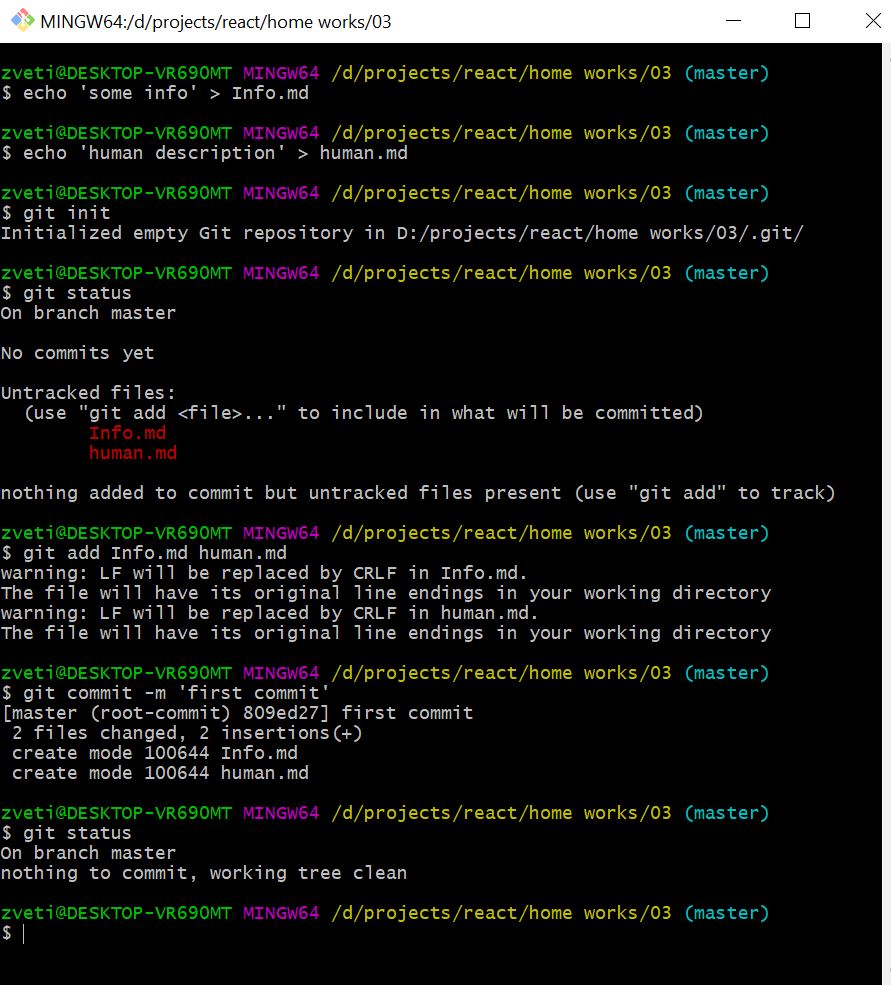 MINGW64:/d/projects/react/home works/03
zveti@DESKTOP-VR69OMT MINGW64 /d/projects/react/home works/03 (master)
$ echo 'some info' > Info.md
zveti@DESKTOP-VR69OMT MINGW64 /d/projects/react/home works/03 (master)
$ echo 'human description' > human.md
zveti@DESKTOP-VR69OMT MINGW64 /d/projects/react/home works/03 (master)
$ git init
Initialized empty Git repository in D:/projects/react/home works/03/.git/
zveti@DESKTOP-VR69OMT MINGW64 /d/projects/react/home works/03 (master)
$ git status
On branch master
No commits yet
Untracked files:
  (use "git add <file>..." to include in what will be committed)
        Info.md
        human.md
nothing added to commit but untracked files present (use "git add" to track)
zveti@DESKTOP-VR69OMT MINGW64 /d/projects/react/home works/03 (master)
$ git add Info.md human.md
warning: LF will be replaced by CRLF in Info.md.
The file will have its original line endings in your working directory
warning: LF will be replaced by CRLF in human.md.
The file will have its original line endings in your working directory
zveti@DESKTOP-VR69OMT MINGW64 /d/projects/react/home works/03 (master)
$ git commit -m 'first commit'
[master (root-commit) 809ed27] first commit
 2 files changed, 2 insertions(+)
 create mode 100644 Info.md
 create mode 100644 human.md
zveti@DESKTOP-VR69OMT MINGW64 /d/projects/react/home works/03 (master)
$ git status
On branch master
nothing to commit, working tree clean
zveti@DESKTOP-VR69OMT MINGW64 /d/projects/react/home works/03 (master)
$